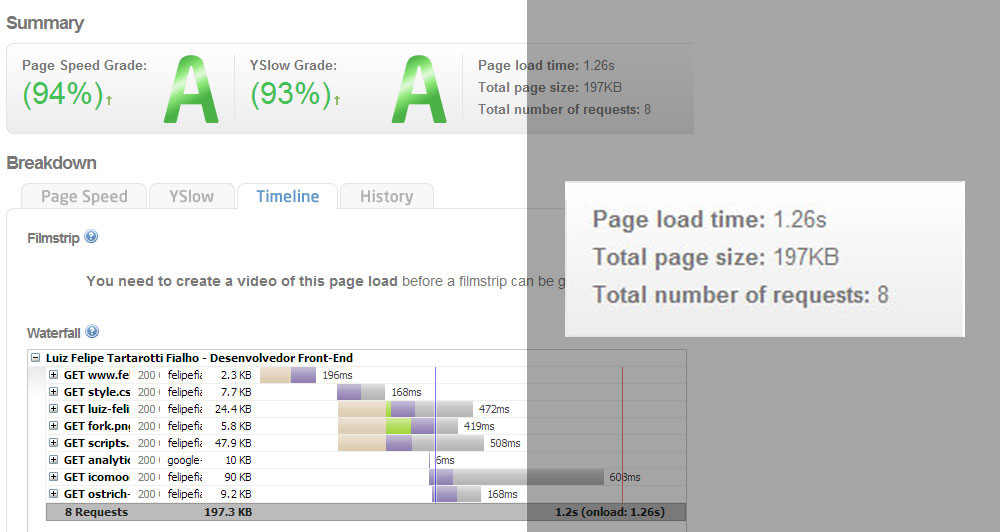 Summary
Page Speed Grade:
(94%)↑
A
YSlow Grade:
(93%)↑
A
Page load time: 1.26s
Total page size: 197KB
Total number of requests: 8
Breakdown
Page Speed
YSlow
Timeline
History
Filmstrip ?
You need to create a video of this page load before a filmstrip can be g
Page load time: 1.26s
Total page size: 197KB
Total number of requests: 8
Waterfall ?
Luiz Felipe Tartarotti Fialho - Desenvolvedor Front-End
GET www.fel 200 felipefia 2.3 KB 196ms
GET style.cs 200 felipefia 7.7 KB 168ms
GET luiz-feli 200 felipefia 24.4 KB 472ms
GET fork.png 200 felipefia 5.8 KB 419ms
GET scripts. 200 felipefia 47.9 KB 508ms
GET analytic 200 google- 10 KB 6ms
GET icomoo 200 felipefia 90 KB 603ms
GET ostrich- 200 felipefia 9.2 KB 168ms
8 Requests 197.3 KB 1.2s (onload: 1.26s)